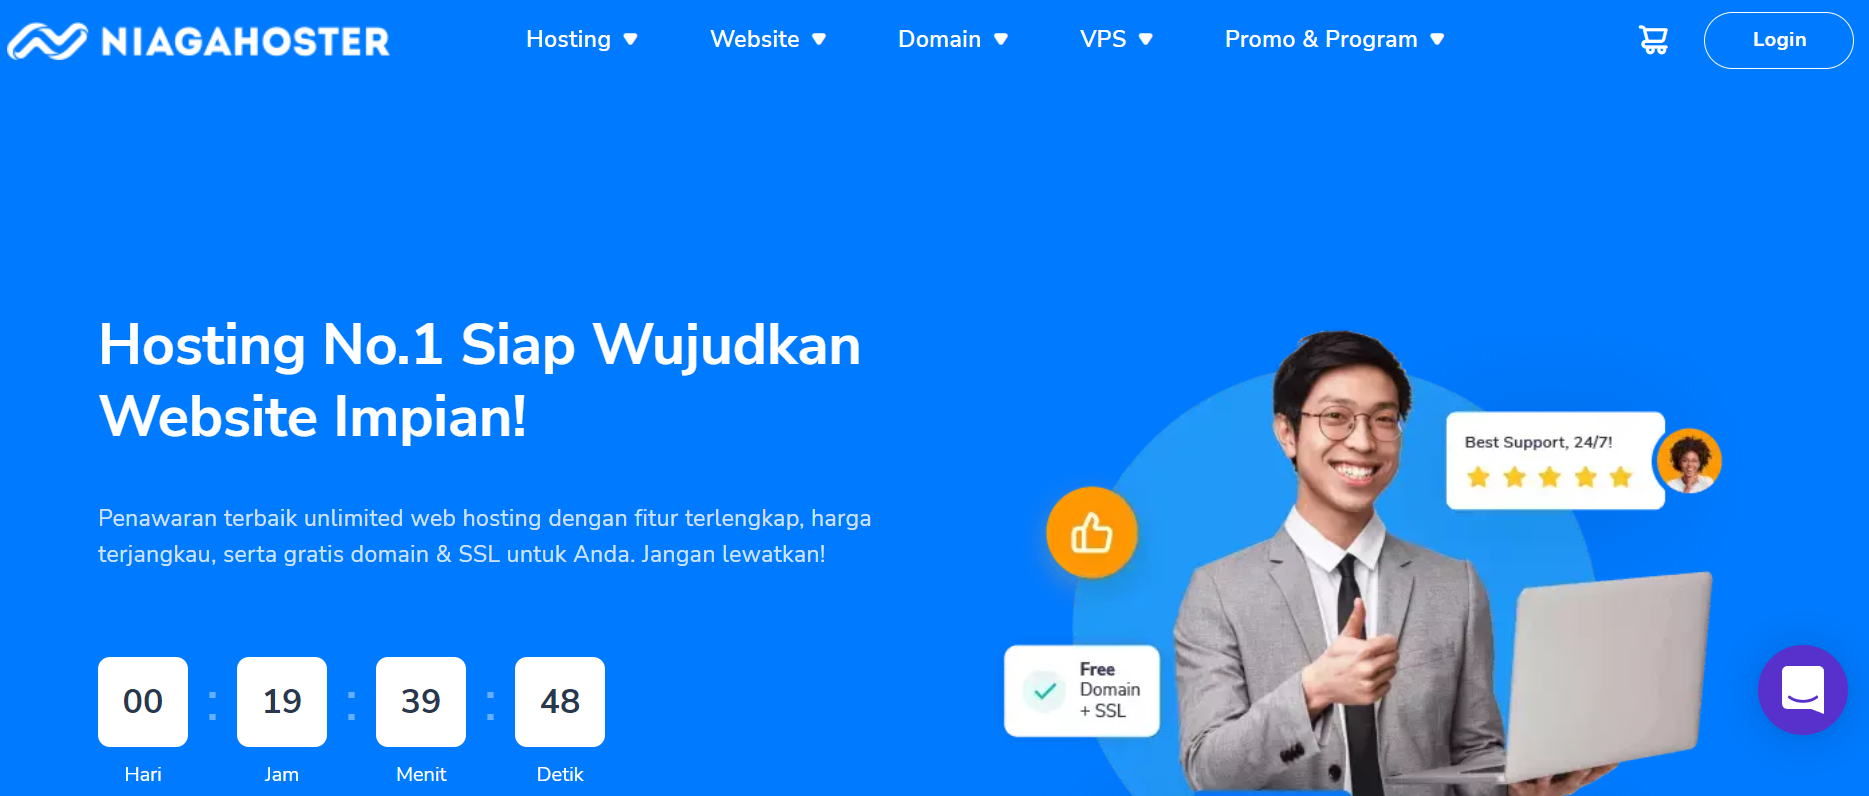 NIAGAHOSTER
Hosting
Website
Domain
VPS
Promo & Program
Login
Hosting No.1 Siap Wujudkan
Website Impian!
Penawaran terbaik unlimited web hosting dengan fitur terlengkap, harga
terjangkau, serta gratis domain & SSL untuk Anda. Jangan lewatkan!
00 : 19 : 39 : 48
Hari Jam Menit Detik
Best Support, 24/7!
Free
Domain
+ SSL